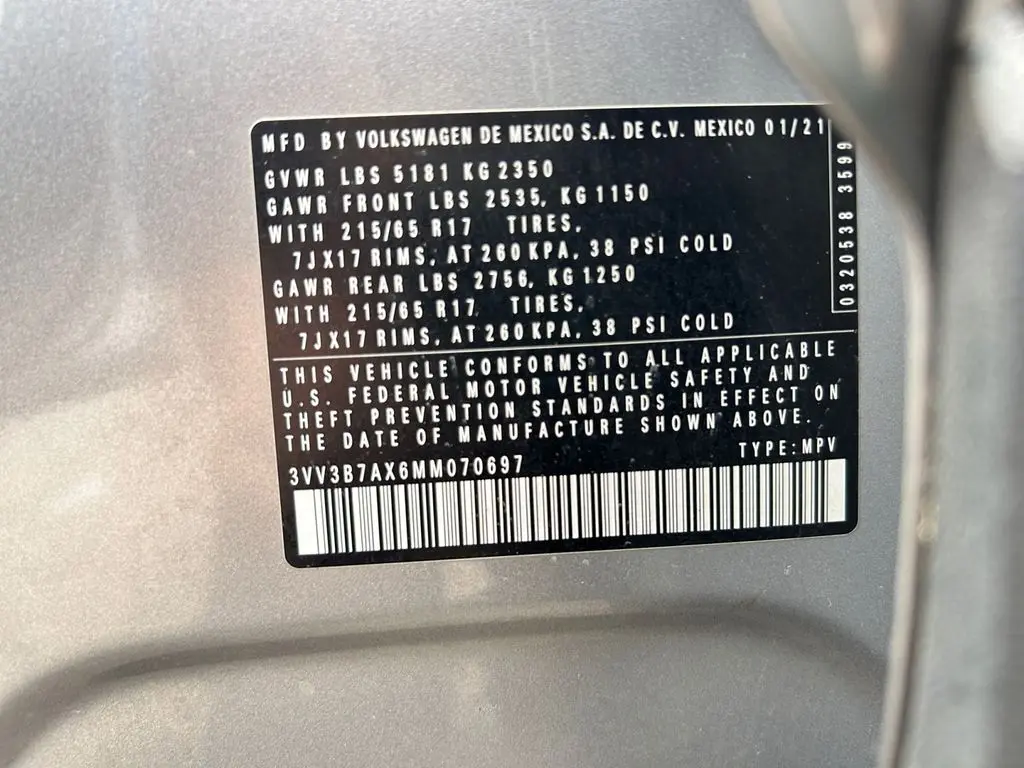 MFD BY VOLKSWAGEN DE MEXICO S.A. DE C.V. MEXICO 01/21
GVWR LBS 5181 KG 2350
GAWR FRONT LBS 2535, KG 1150
WITH 215/65 R17 TIRES,
7JX17 RIMS, AT 260 KPA, 38 PSI COLD
GAWR REAR LBS 2756, KG 1250
WITH 215/65 R17 TIRES,
7JX17 RIMS, AT 260 KPA, 38 PSI COLD
0320538 3599
THIS VEHICLE CONFORMS TO ALL APPLICABLE
U.S. FEDERAL MOTOR VEHICLE SAFETY AND
THEFT PREVENTION STANDARDS IN EFFECT ON
THE DATE OF MANUFACTURE SHOWN ABOVE.
3VV3B7AX6MM070697 TYPE: MPV